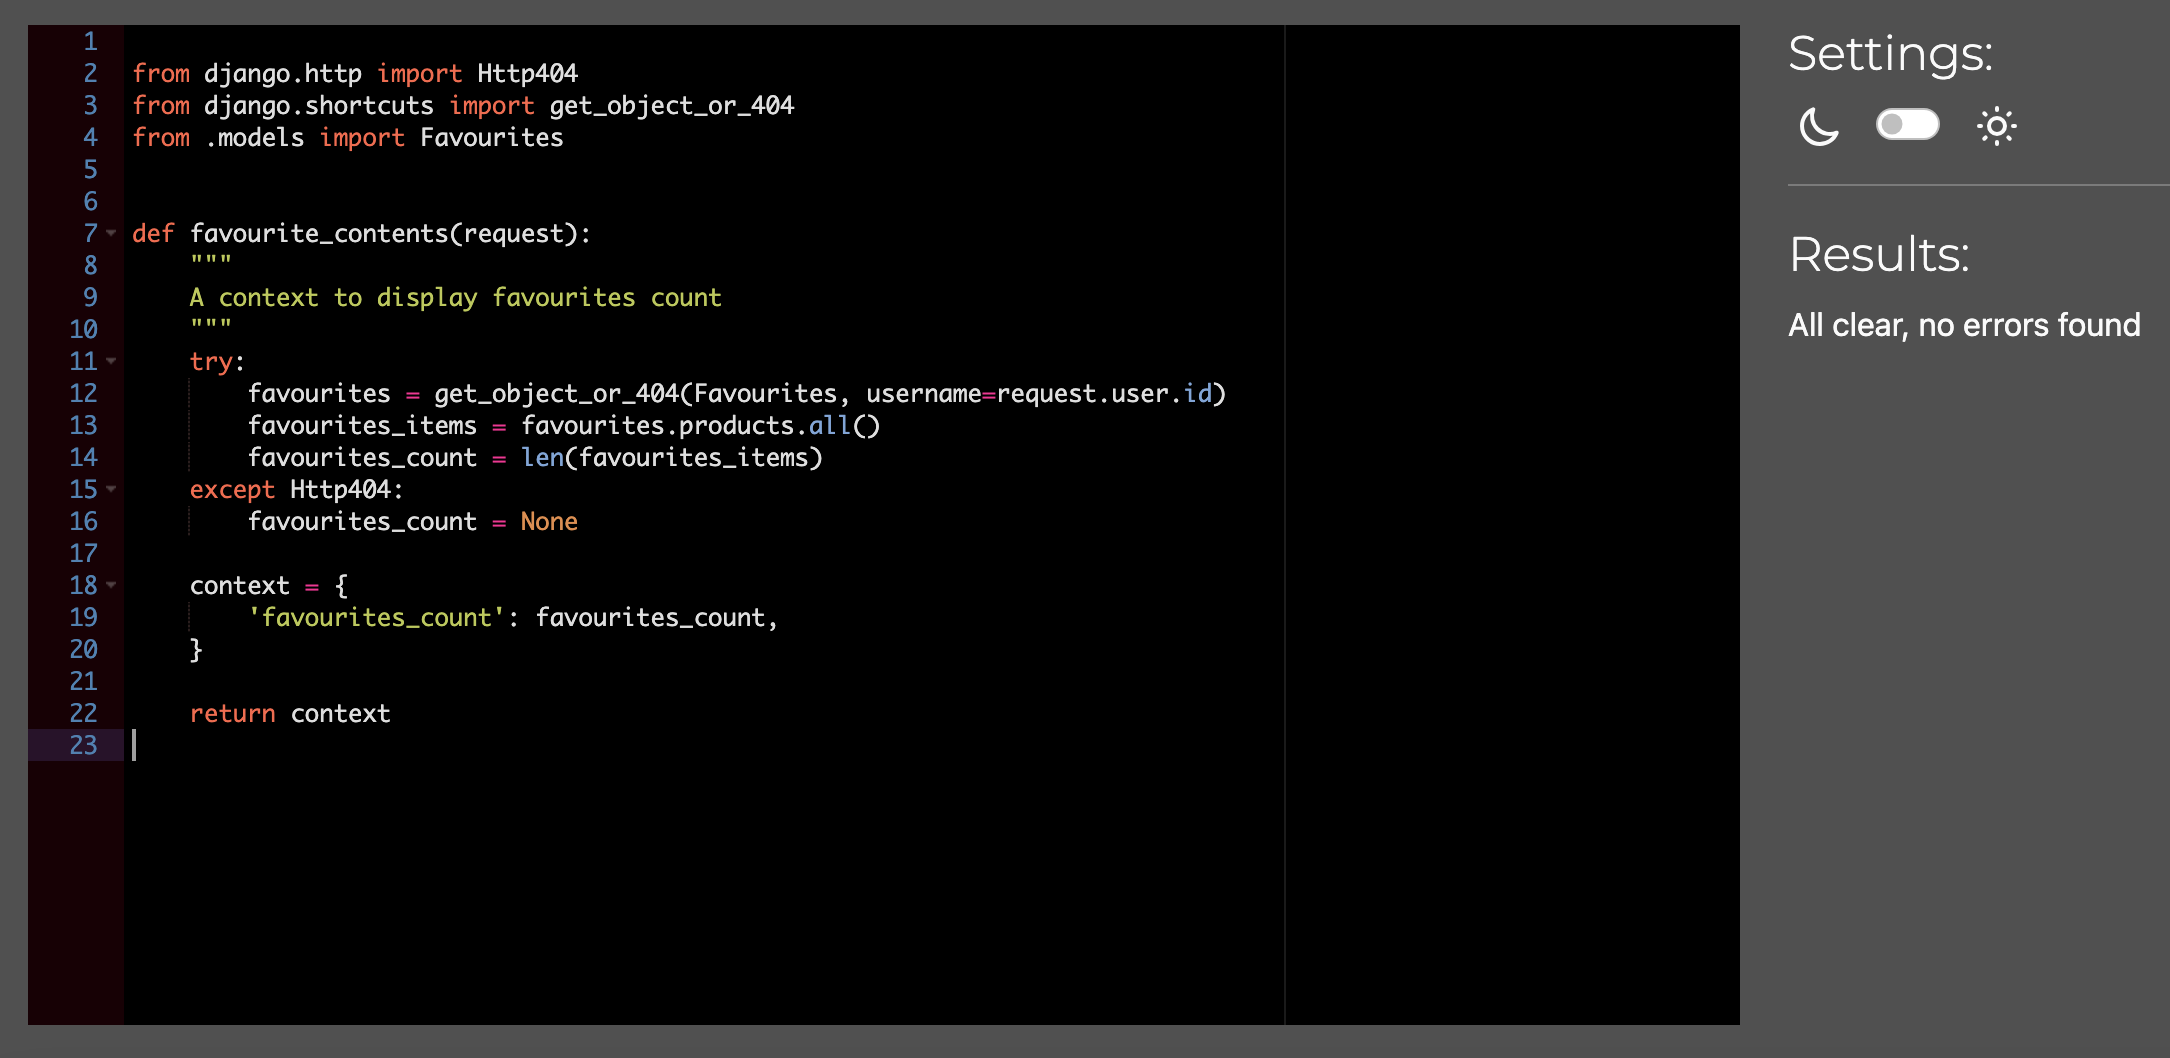 1
2 from django.http import Http404
3 from django.shortcuts import get_object_or_404
4 from .models import Favourites
5
6
7 def favourite_contents(request):
8     """
9     A context to display favourites count
10     """
11     try:
12         favourites = get_object_or_404(Favourites, username=request.user.id)
13         favourites_items = favourites.products.all()
14         favourites_count = len(favourites_items)
15     except Http404:
16         favourites_count = None
17
18     context = {
19         'favourites_count': favourites_count,
20     }
21
22     return context
23
Settings:
Results:
All clear, no errors found